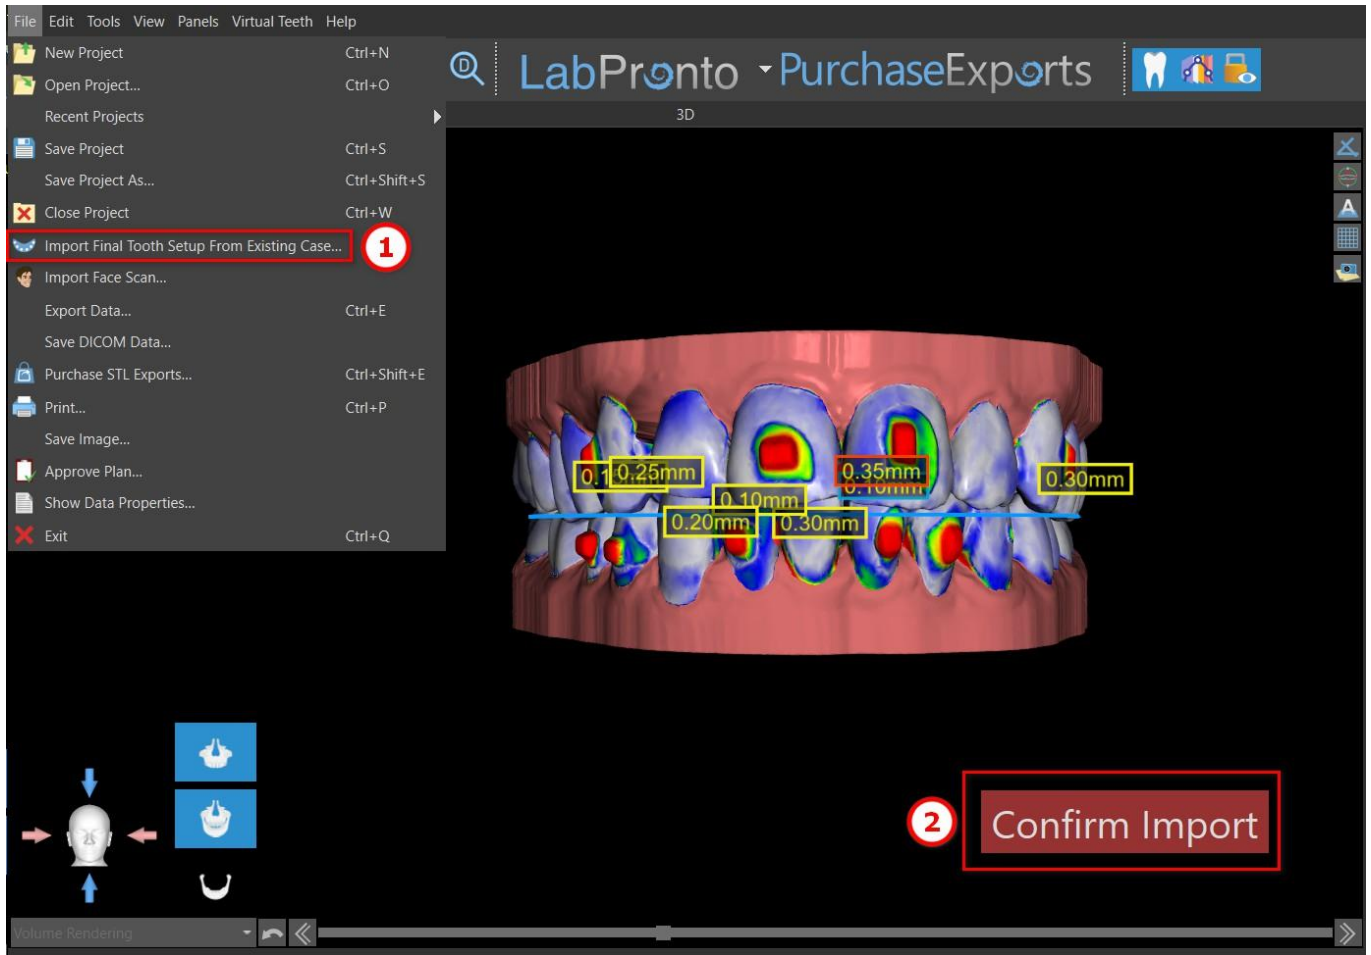 File Edit Tools View Panels Virtual Teeth Help
New Project Ctrl+N
Open Project... Ctrl+O
Recent Projects
Save Project Ctrl+S
Save Project As... Ctrl+Shift+S
Close Project Ctrl+W
Import Final Tooth Setup From Existing Case...
1
Import Face Scan...
Export Data... Ctrl+E
Save DICOM Data...
Purchase STL Exports... Ctrl+Shift+E
Print... Ctrl+P
Save Image...
Approve Plan...
Show Data Properties...
Exit Ctrl+Q
D
LabPronto PurchaseExports
3D
A
0.25mm 0.35mm 0.30mm
0.10mm 0.10mm
0.20mm 0.30mm
2 Confirm Import
Volume Rendering